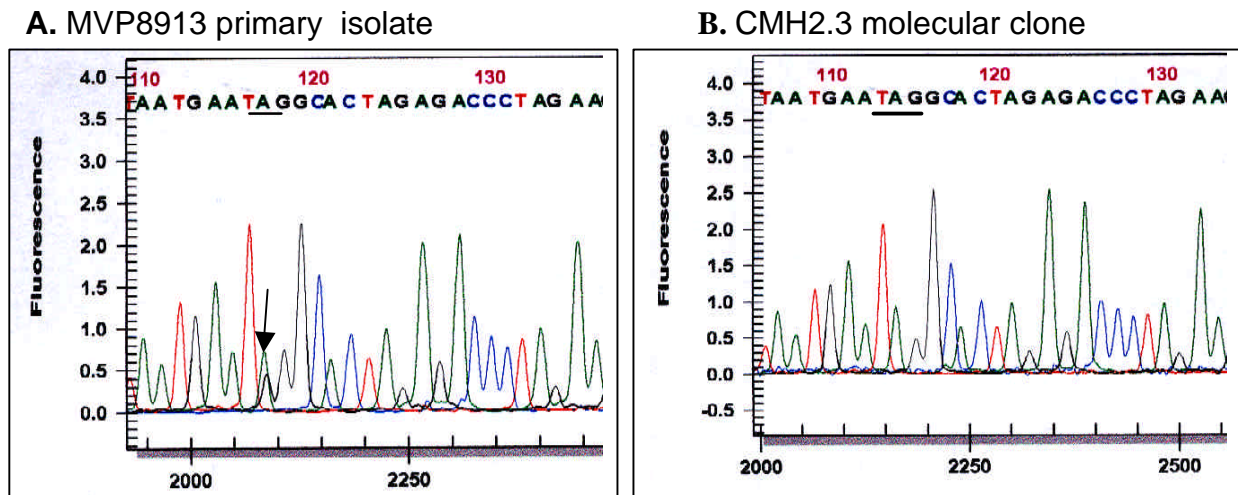 A. MVP8913 primary isolate
110 120 130
TAATGAATAGGCACTAGAGACCCTAGAA
4.0
3.5
3.0
2.5
2.0
1.5
1.0
0.5
0.0
Fluorescence
2000 2250
B. CMH2.3 molecular clone
110 120 130
TAATGAATAGGCACTAGAGACCCTAGAAG
4.0
3.5
3.0
2.5
2.0
1.5
1.0
0.5
0.0
-0.5
Fluorescence
2000 2250 2500